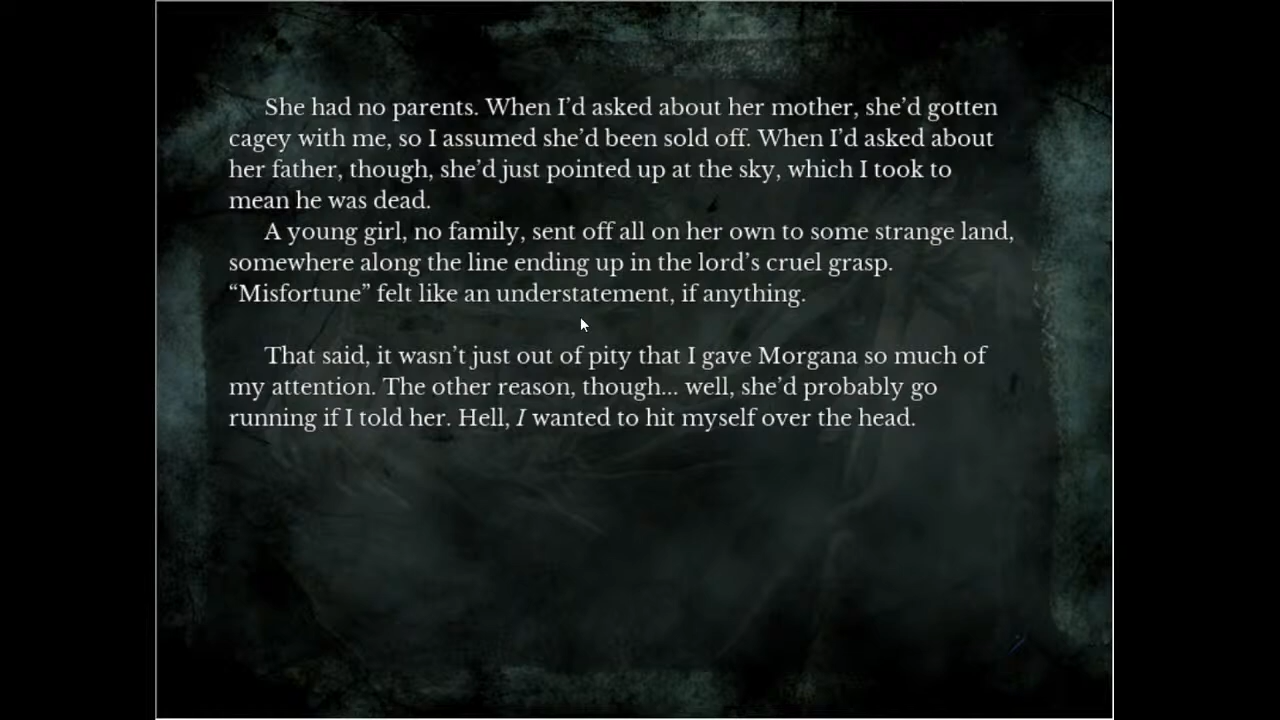 She had no parents. When I’d asked about her mother, she’d gotten
cagey with me, so I assumed she’d been sold off. When I’d asked about
her father, though, she’d just pointed up at the sky, which I took to
mean he was dead.
A young girl, no family, sent off all on her own to some strange land,
somewhere along the line ending up in the lord’s cruel grasp.
“Misfortune” felt like an understatement, if anything.
That said, it wasn’t just out of pity that I gave Morgana so much of
my attention. The other reason, though... well, she’d probably go
running if I told her. Hell, I wanted to hit myself over the head.